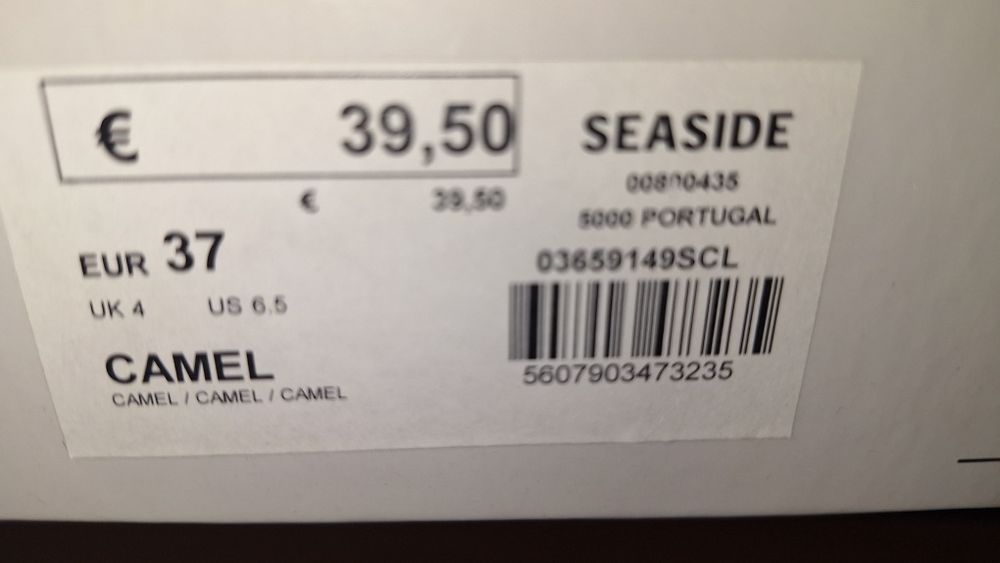 € 39,50
€ 39,50
EUR 37
UK 4 US 6.5
CAMEL
CAMEL / CAMEL / CAMEL
SEASIDE
00800435
5000 PORTUGAL
03659149SCL
5607903473235